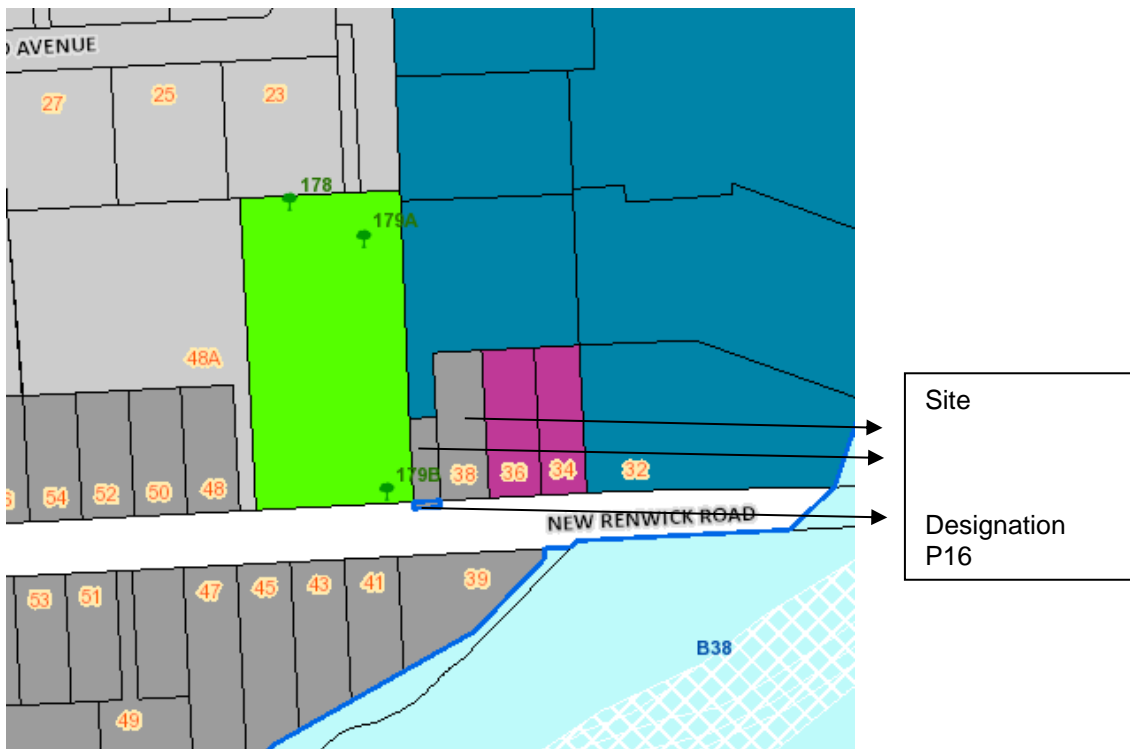 D AVENUE
27 25 23
178
179A
48A
Site
179B
54 52 50 48 38 36 34 32
NEW RENWICK ROAD
Designation
P16
53 51 47 45 43 41 39
B38
49